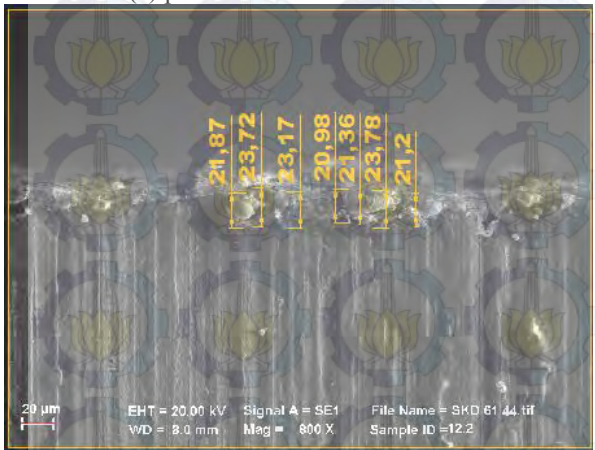 21,87
23,72
23,17
20,98
21,36
23,78
21,2
20 µm
EHT = 20.00 kV Signal A = SE1 File Name = SKD 61 44.tif
WD = 8.0 mm Mag = 800 X Sample ID =12.2